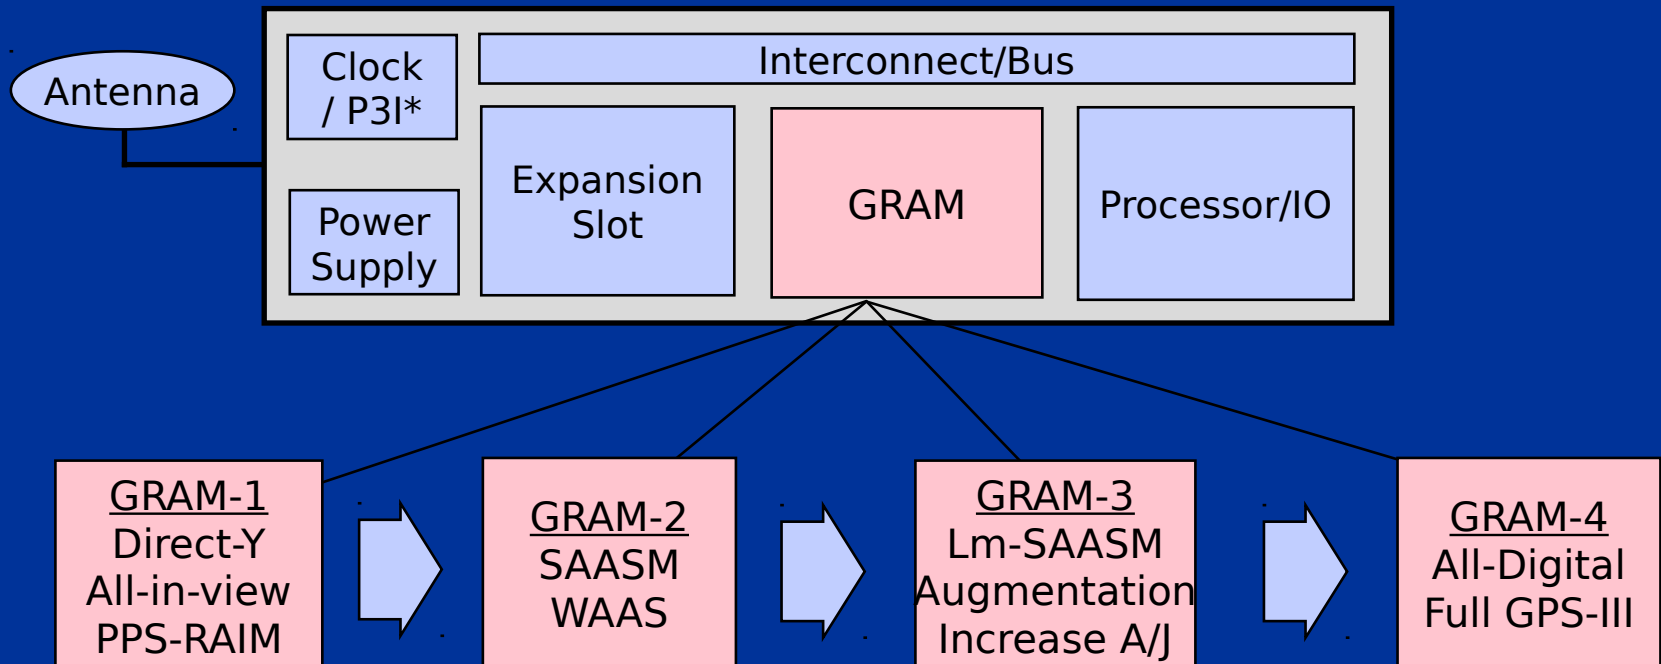 Antenna
Clock
/ P3I*
Interconnect/Bus
Power
Supply
Expansion
Slot
GRAM
Processor/IO
GRAM-1
Direct-Y
All-in-view
PPS-RAIM
GRAM-2
SAASM
WAAS
GRAM-3
Lm-SAASM
Augmentation
Increase A/J
GRAM-4
All-Digital
Full GPS-III